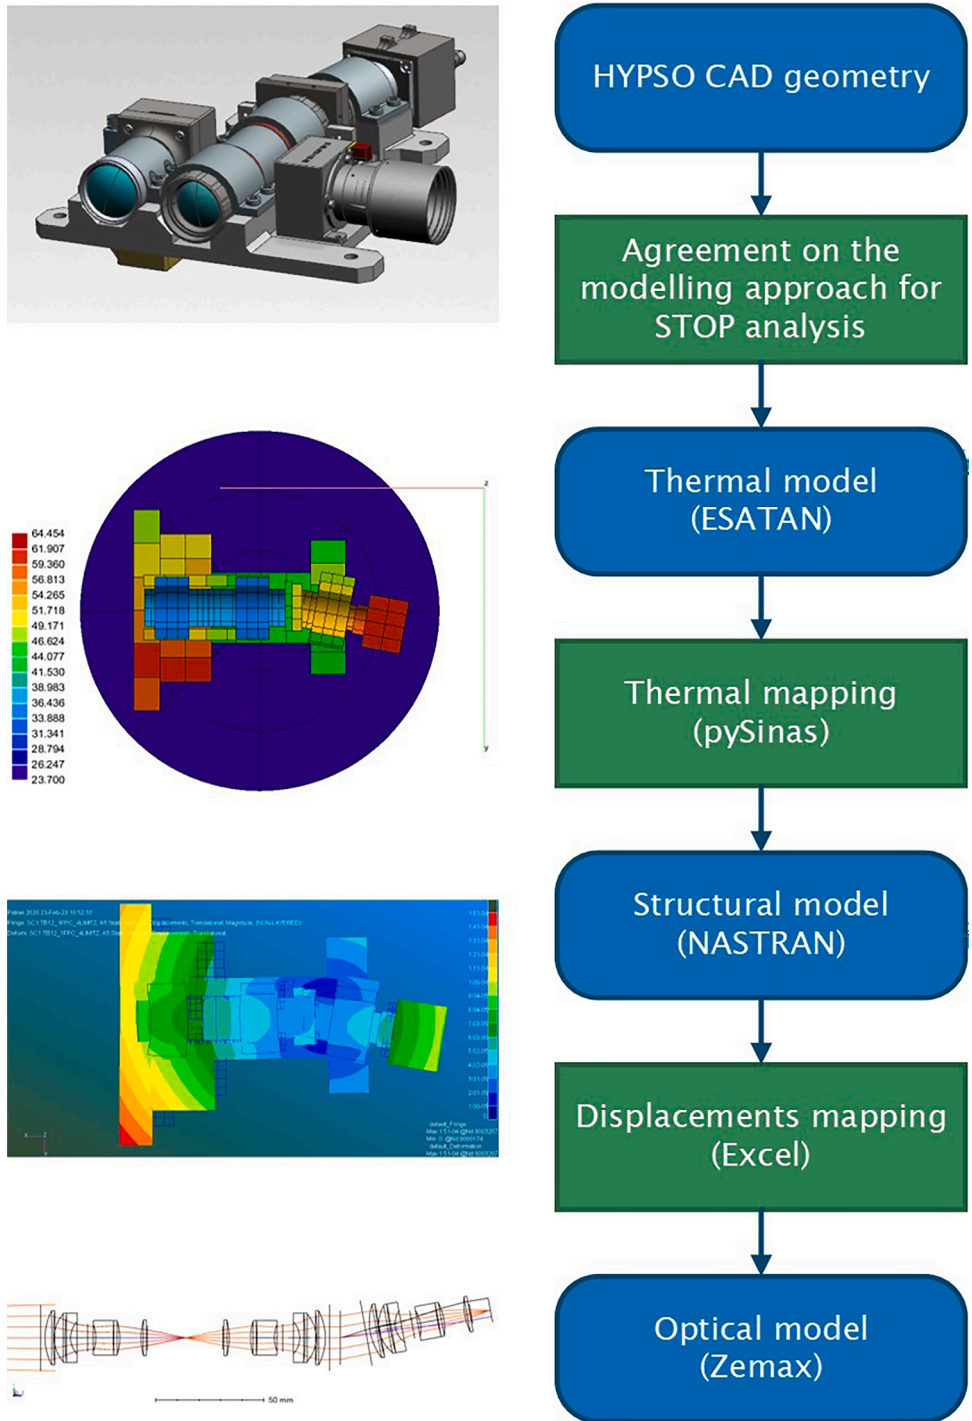 HYPSO CAD geometry
Agreement on the
modelling approach for
STOP analysis
Thermal model
(ESATAN)
z
y
64.454
61.907
59.360
56.813
54.265
51.718
49.171
46.624
44.077
41.530
38.983
36.436
33.888
31.341
28.794
26.247
23.700
Thermal mapping
(pySinas)
Structural model
(NASTRAN)
default_Fringe
default_Deformation
Displacements mapping
(Excel)
Optical model
(Zemax)
50 mm